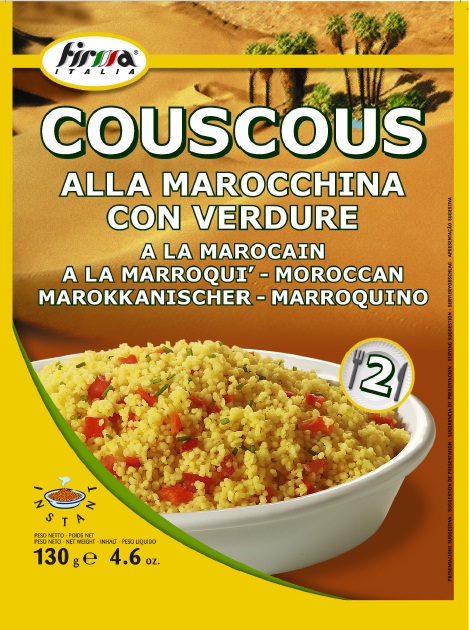 firma
ITALIA
COUSCOUS
ALLA MAROCCHINA
CON VERDURE
A LA MAROCAIN
A LA MARROQUI' - MOROCCAN
MAROKKANISCHER - MARROQUINO
2
INSTANT
PESO NETTO - POIDS NET
PESO NETO - NET WEIGHT - INHALT - PESO LIQUIDO
130 g e 4.6 oz.